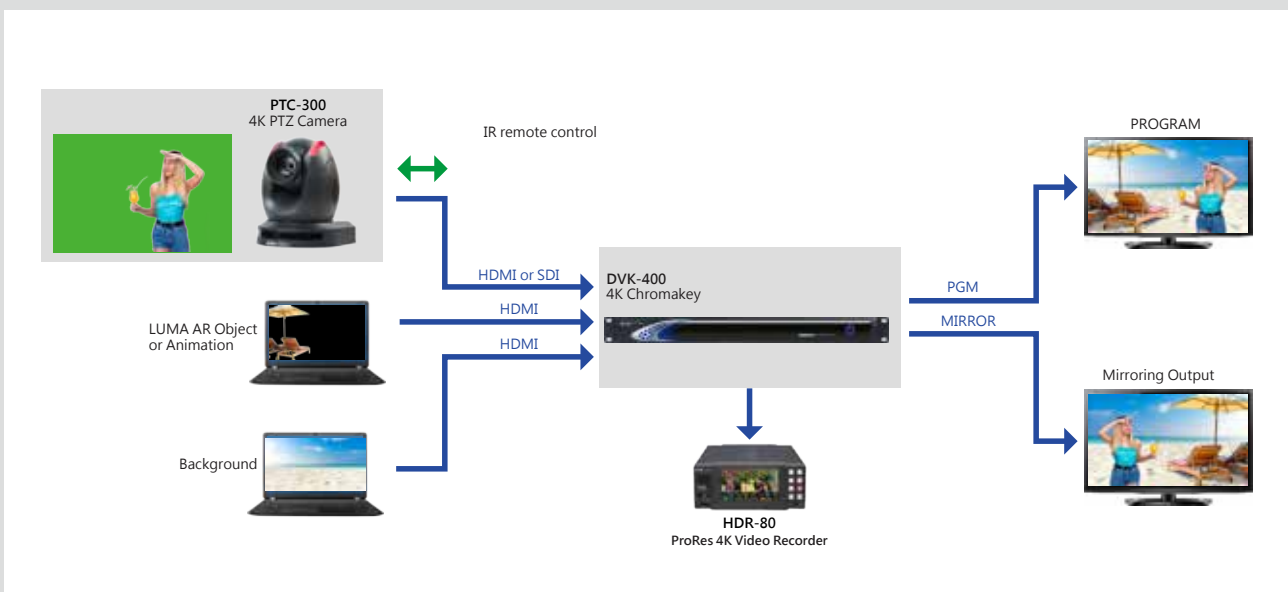 PTC-300
4K PTZ Camera
IR remote control
PROGRAM
HDMI or SDI
DVK-400
4K Chromakey
PGM
HDMI
MIRROR
LUMA AR Object
or Animation
HDMI
Mirroring Output
Background
HDR-80
ProRes 4K Video Recorder